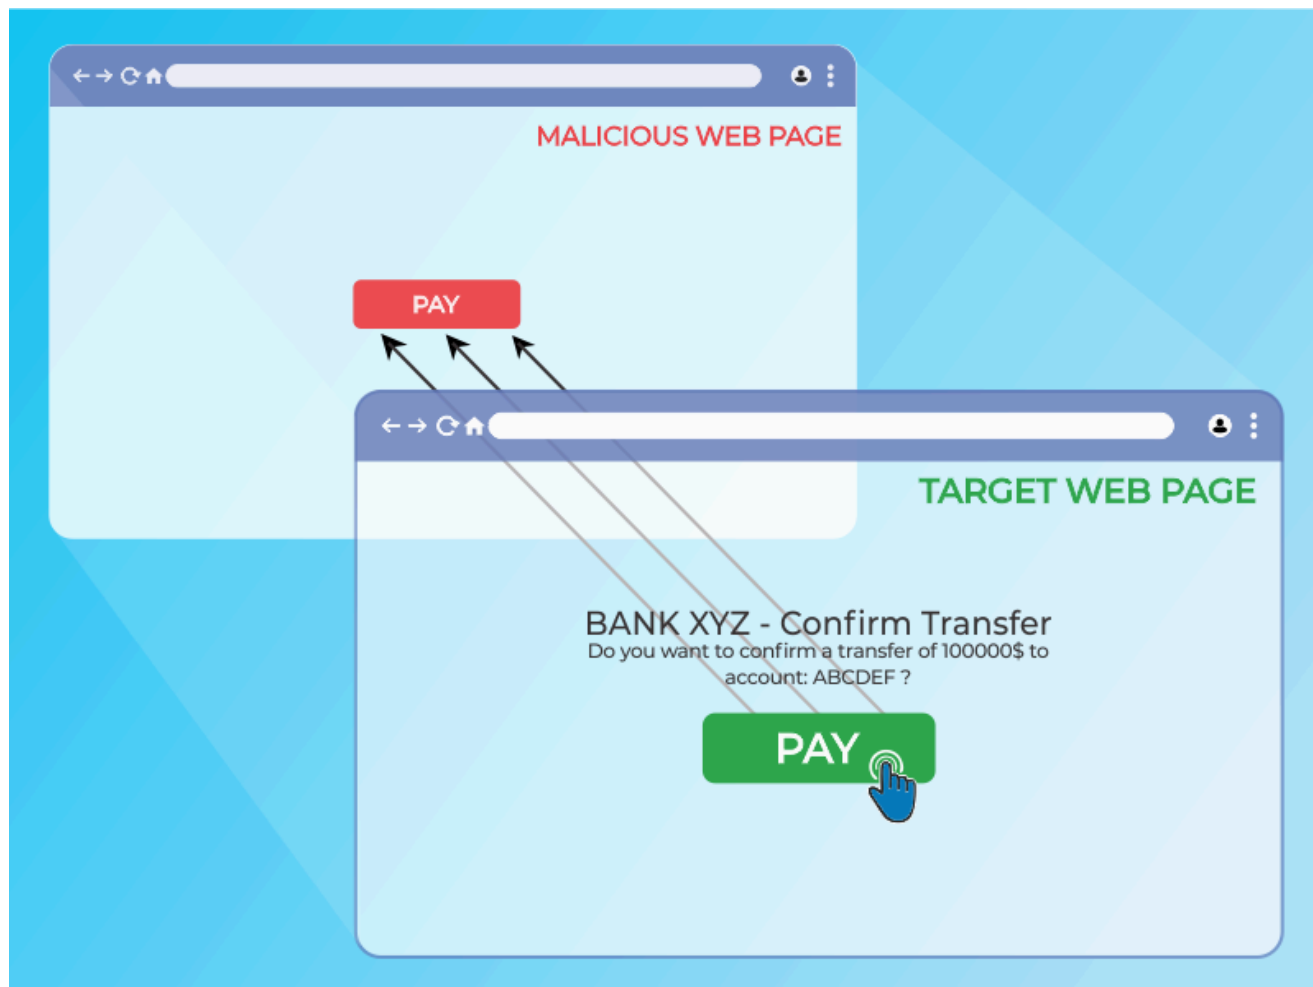 MALICIOUS WEB PAGE
PAY
TARGET WEB PAGE
BANK XYZ - Confirm Transfer
Do you want to confirm a transfer of 100000$ to
account: ABCDEF ?
PAY